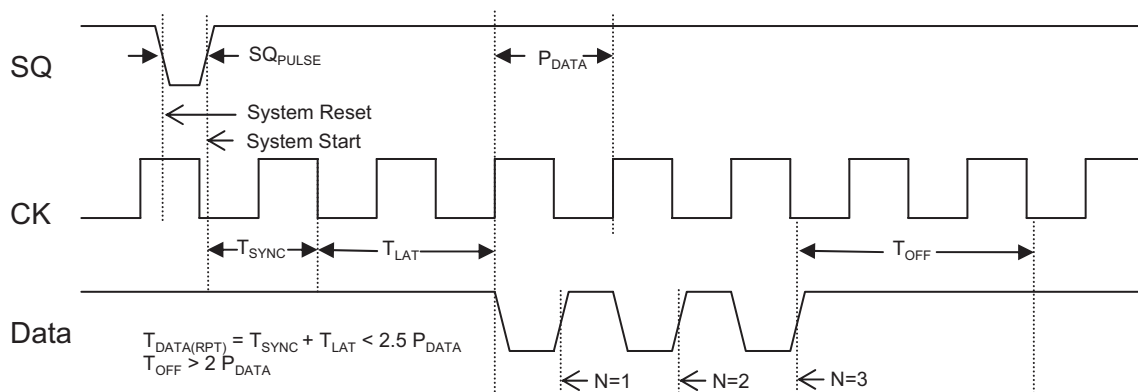 SQ
SQPULSE
PDATA
System Reset
System Start
CK
TSYNC
TLAT
TOFF
Data
TDATA(RPT) = TSYNC + TLAT < 2.5 PDATA
TOFF > 2 PDATA
N=1
N=2
N=3